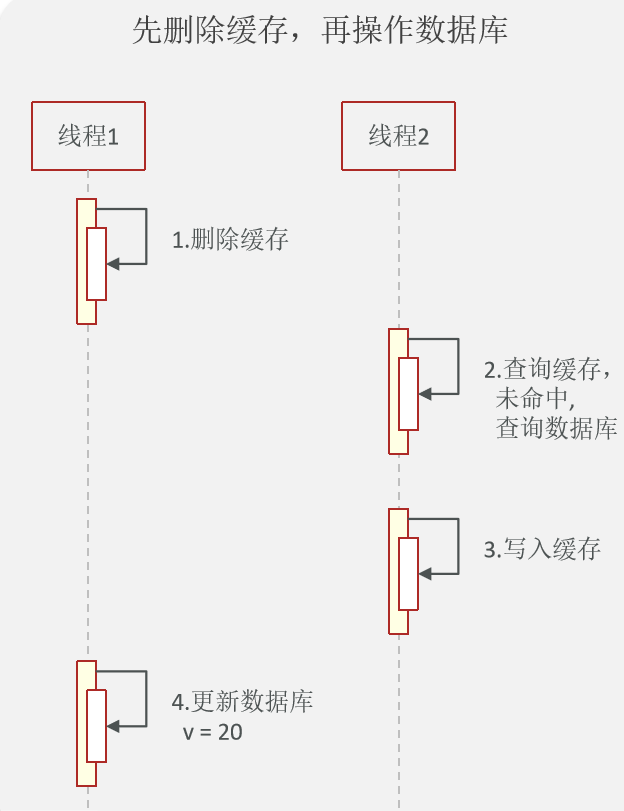 先删除缓存，再操作数据库
线程1
线程2
1.删除缓存
2.查询缓存，
未命中,
查询数据库
3.写入缓存
4.更新数据库
v = 20